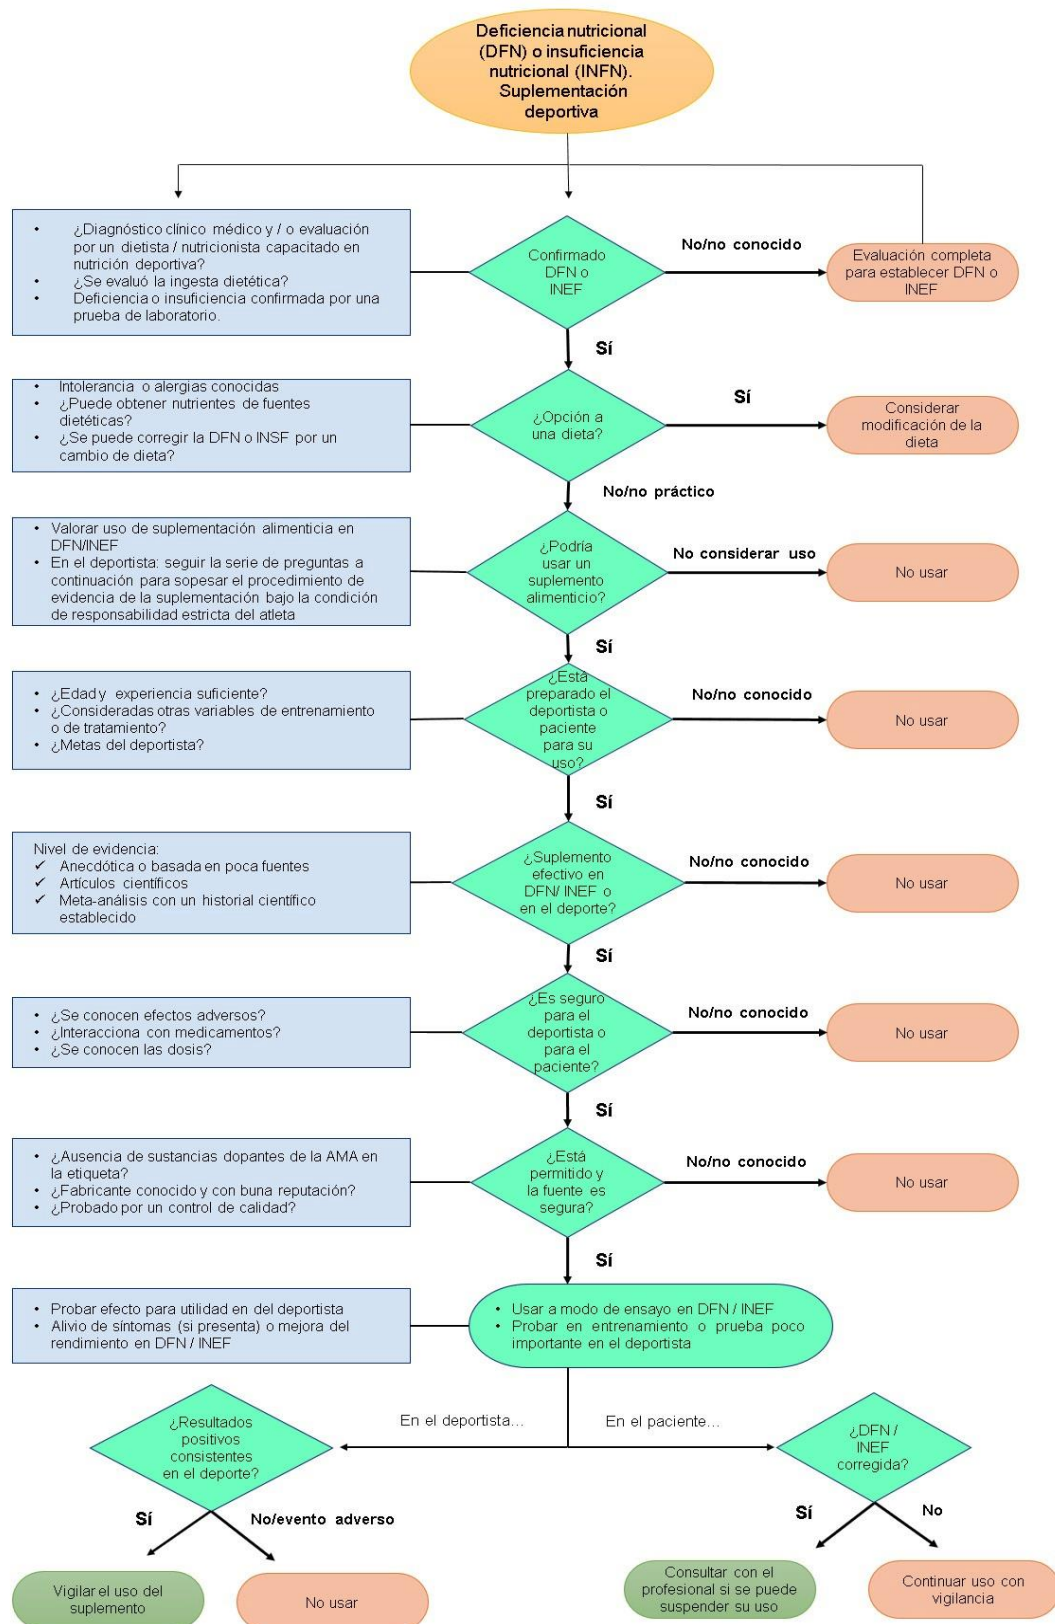 Deficiencia nutricional
(DFN) o insuficiencia
nutricional (INFN).
Suplementación
deportiva
• ¿Diagnóstico clínico médico y / o evaluación
por un dietista / nutricionista capacitado en
nutrición deportiva?
• ¿Se evaluó la ingesta dietética?
• Deficiencia o insuficiencia confirmada por una
prueba de laboratorio.
Confirmado
DFN o
INEF
No/no conocido
Evaluación completa
para establecer DFN o
INEF
Sí
• Intolerancia o alergias conocidas
• ¿Puede obtener nutrientes de fuentes
dietéticas?
• ¿Se puede corregir la DFN o INSF por un
cambio de dieta?
¿Opción a
una dieta?
Sí
Considerar
modificación de la
dieta
No/no práctico
• Valorar uso de suplementación alimenticia en
DFN/INEF
• En el deportista: seguir la serie de preguntas a
continuación para sopesar el procedimiento de
evidencia de la suplementación bajo la condición
de responsabilidad estricta del atleta
¿Podría
usar un
suplemento
alimenticio?
No considerar uso
No usar
Sí
• ¿Edad y experiencia suficiente?
• ¿Consideradas otras variables de entrenamiento
o de tratamiento?
• ¿Metas del deportista?
¿Está
preparado el
deportista o
paciente
para su
uso?
No/no conocido
No usar
Sí
Nivel de evidencia:
✓ Anecdótica o basada en poca fuentes
✓ Artículos científicos
✓ Meta-análisis con un historial científico
establecido
¿Suplemento
efectivo en
DFN/ INEF o
en el deporte?
No/no conocido
No usar
Sí
• ¿Se conocen efectos adversos?
• ¿Interacciona con medicamentos?
• ¿Se conocen las dosis?
¿Es seguro
para el
deportista o
para el
paciente?
No/no conocido
No usar
Sí
• ¿Ausencia de sustancias dopantes de la AMA en
la etiqueta?
• ¿Fabricante conocido y con buna reputación?
• ¿Probado por un control de calidad?
¿Está
permitido y
la fuente es
segura?
No/no conocido
No usar
Sí
• Probar efecto para utilidad en del deportista
• Alivio de síntomas (si presenta) o mejora del
rendimiento en DFN / INEF
• Usar a modo de ensayo en DFN / INEF
• Probar en entrenamiento o prueba poco
importante en el deportista
En el deportista...
En el paciente...
¿Resultados
positivos
consistentes
en el deporte?
¿DFN /
INEF
corregida?
Sí
No/evento adverso
Sí
No
Vigilar el uso del
suplemento
No usar
Consultar con el
profesional si se puede
suspender su uso
Continuar uso con
vigilancia